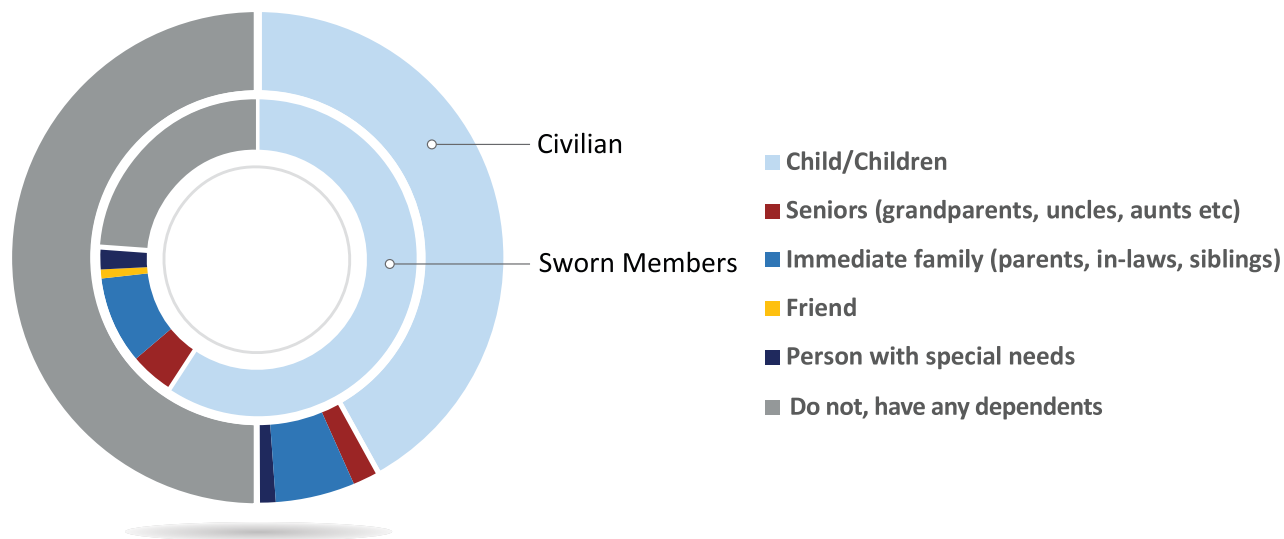 Civilian
Sworn Members
Child/Children
Seniors (grandparents, uncles, aunts etc)
Immediate family (parents, in-laws, siblings)
Friend
Person with special needs
Do not, have any dependents